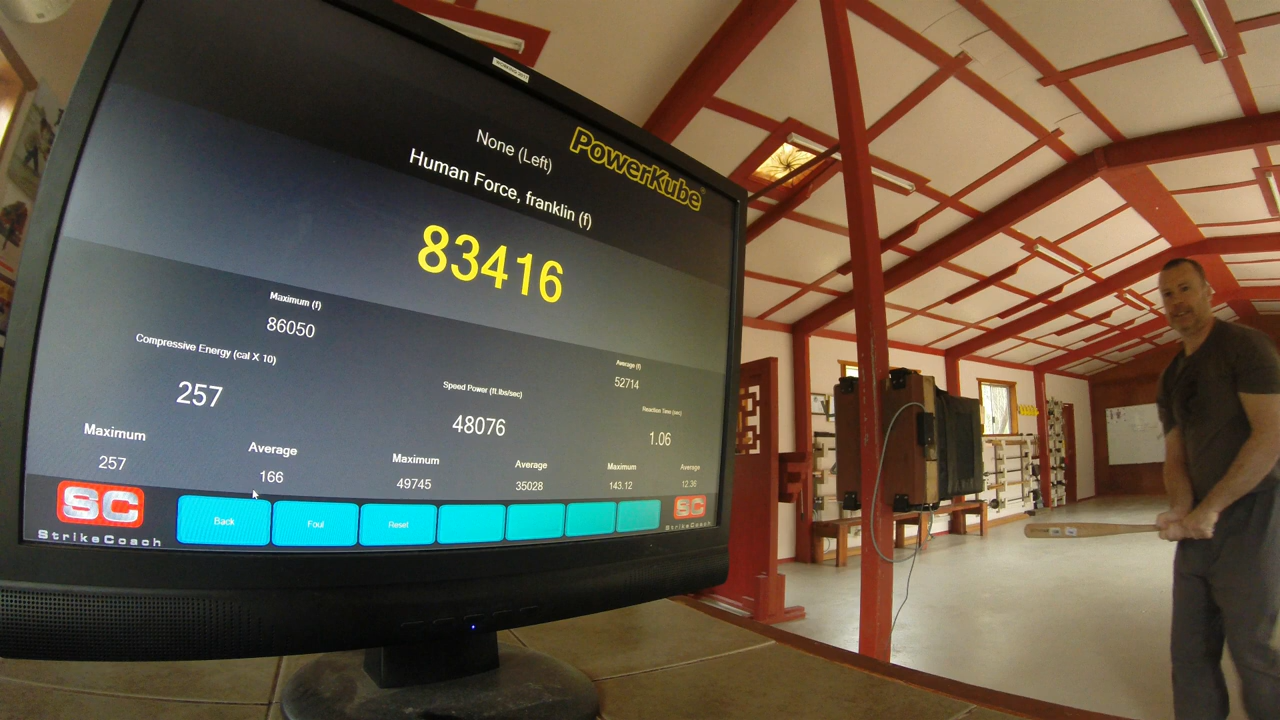 None (Left)
PowerKube
Human Force, franklin (f)
83416
Maximum (f)
86050
Compressive Energy (cal X 10)
257
Maximum
257
Average
166
Speed Power (ft.lbs/sec)
48076
Maximum
49745
Average
35028
Average (f)
52714
Reaction Time (sec)
1.06
Maximum
143.12
Average
12.36
SC
StrikeCoach
Back
Foul
Reset
SC
StrikeCoach